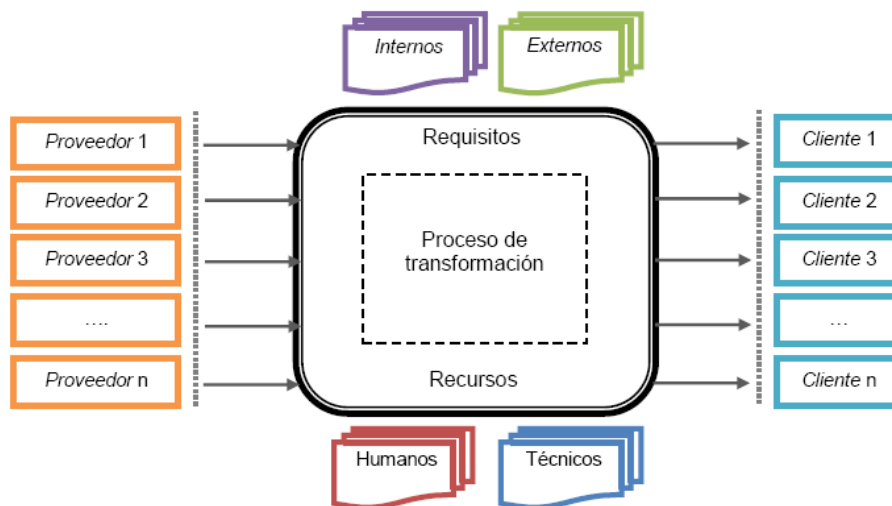 Internos
Externos
Requisitos
Proveedor 1
Proveedor 2
Proveedor 3
....
Proveedor n
Proceso de
transformación
Recursos
Cliente 1
Cliente 2
Cliente 3
...
Cliente n
Humanos
Técnicos